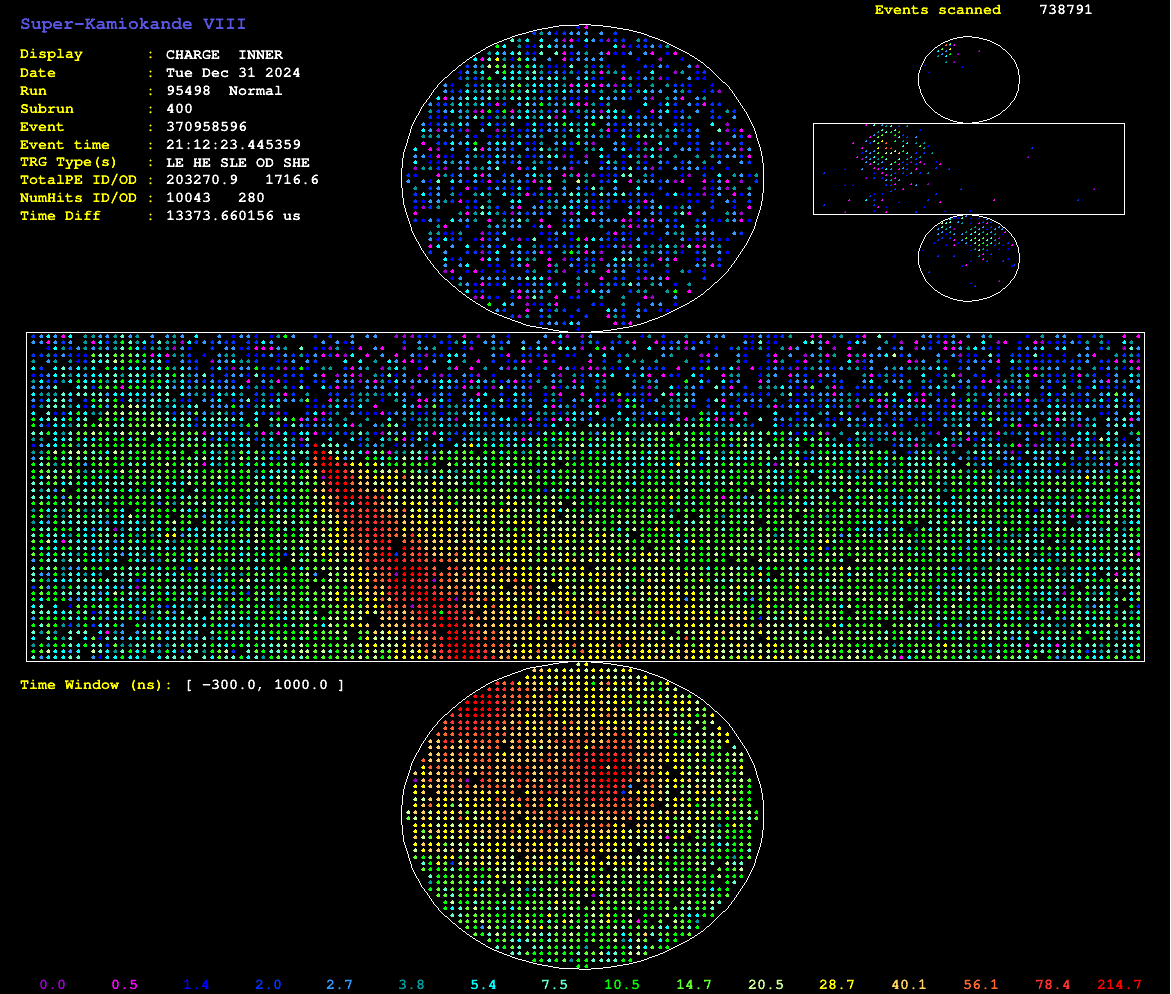 Super-Kamiokande VIII
Events scanned 738791
Display : CHARGE INNER
Date : Tue Dec 31 2024
Run : 95498 Normal
Subrun : 400
Event : 370958596
Event time : 21:12:23.445359
TRG Type(s) : LE HE SLE OD SHE
TotalPE ID/OD : 203270.9 1716.6
NumHits ID/OD : 10043 280
Time Diff : 13373.660156 us
Time Window (ns): [ −300.0, 1000.0 ]
0.0 0.5 1.4 2.0 2.7 3.8 5.4 7.5 10.5 14.7 20.5 28.7 40.1 56.1 78.4 214.7